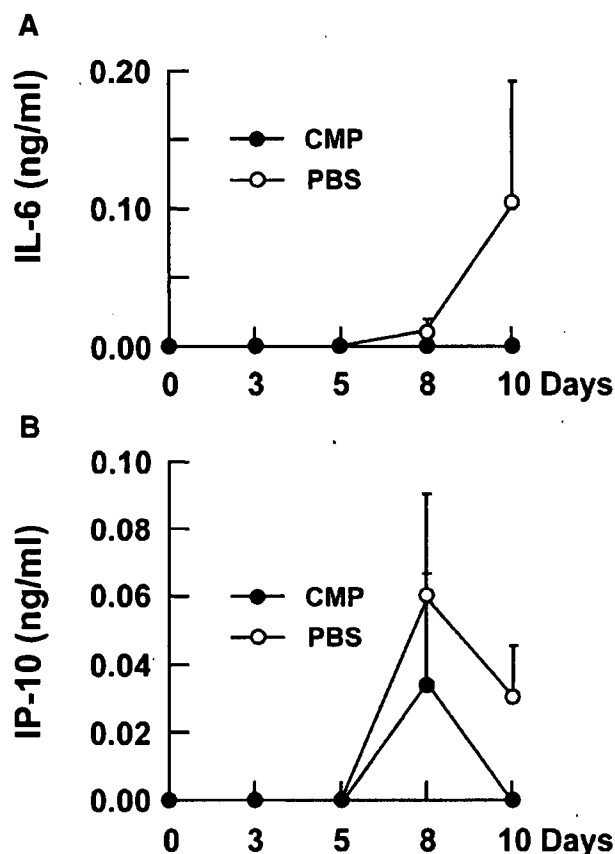 A
IL-6 (ng/ml)
0.20
0.10
0.00
CMP
PBS
0 3 5 8 10 Days
B
IP-10 (ng/ml)
0.10
0.08
0.06
0.04
0.02
0.00
CMP
PBS
0 3 5 8 10 Days